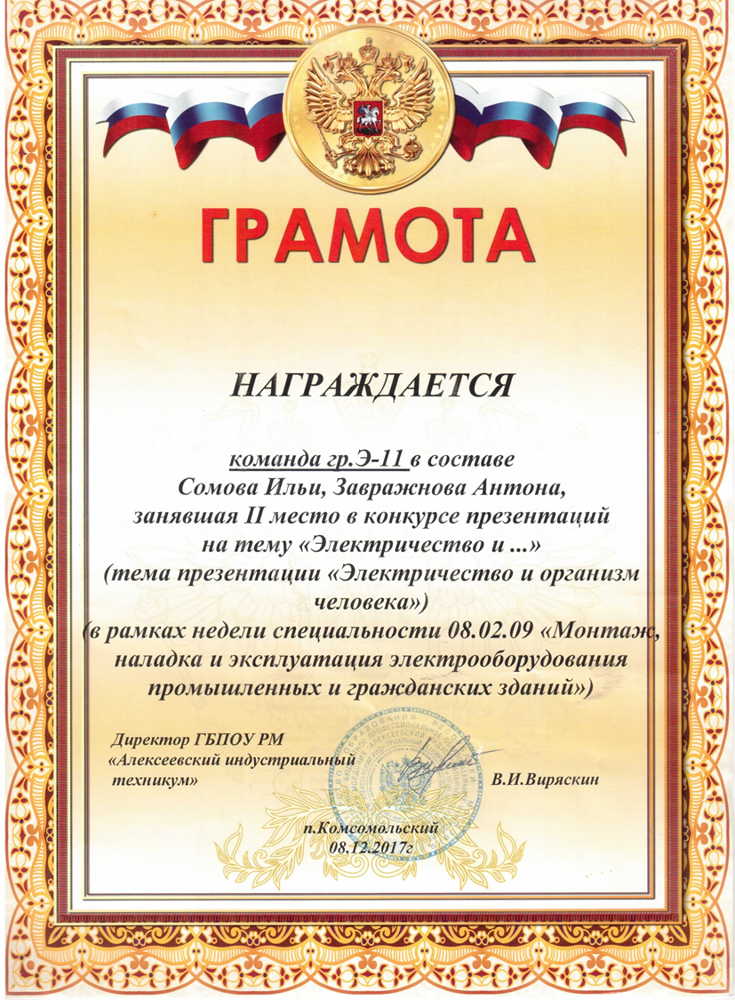 ГРАМОТА
НАГРАЖДАЕТСЯ
команда гр.Э-11 в составе
Сомова Ильи, Завражнова Антона,
занявшая II место в конкурсе презентаций
на тему «Электричество и ...»
(тема презентации «Электричество и организм
человека»)
(в рамках недели специальности 08.02.09 «Монтаж,
наладка и эксплуатация электрооборудования
промышленных и гражданских зданий»)
Директор ГБПОУ РМ
«Алексеевский индустриальный
техникум»
В.И.Виряскин
п.Комсомольский
08.12.2017г